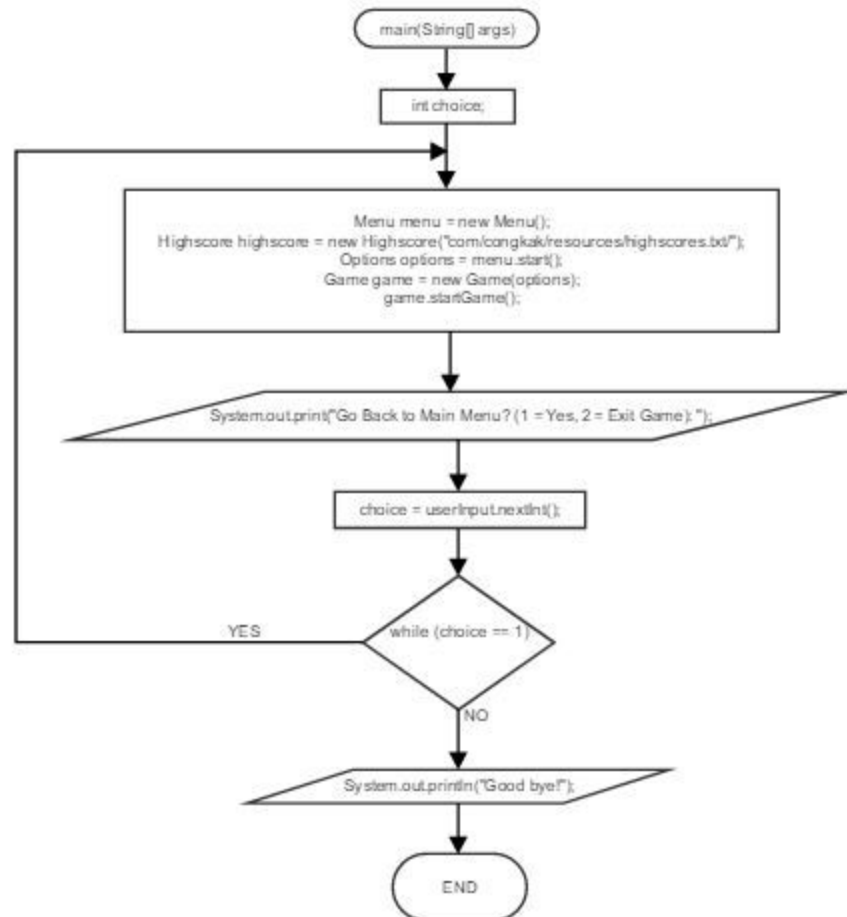 main(String[] args)
int choice;
Menu menu = new Menu();
Highscore highscore = new Highscore("com/congkak/resources/highscores.txt/");
Options options = menu.start();
Game game = new Game(options);
game.startGame();
System.out.print("Go Back to Main Menu? (1 = Yes, 2 = Exit Game): ");
choice = userInput.nextInt();
while (choice == 1)
YES
NO
System.out.println("Good bye!");
END